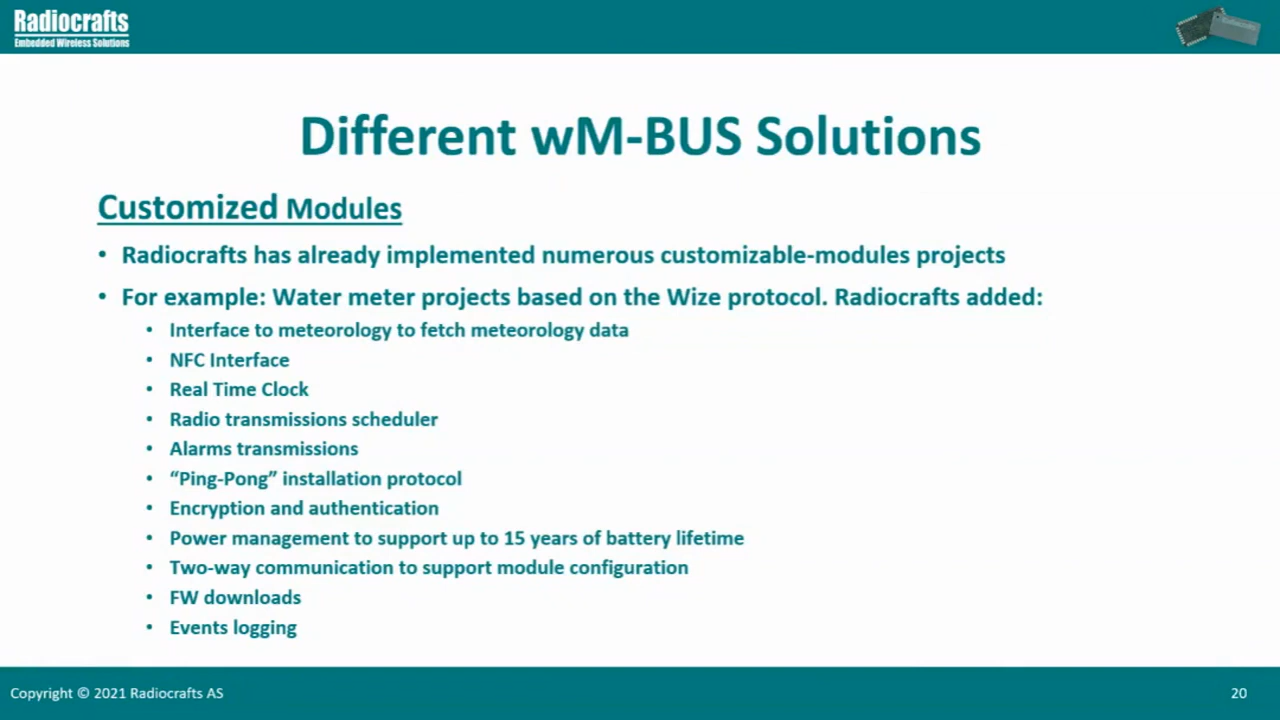 Radiocrafts
Embedded Wireless Solutions
Different wM-BUS Solutions
Customized Modules
• Radiocrafts has already implemented numerous customizable-modules projects
• For example: Water meter projects based on the Wize protocol. Radiocrafts added:
• Interface to meteorology to fetch meteorology data
• NFC Interface
• Real Time Clock
• Radio transmissions scheduler
• Alarms transmissions
• “Ping-Pong” installation protocol
• Encryption and authentication
• Power management to support up to 15 years of battery lifetime
• Two-way communication to support module configuration
• FW downloads
• Events logging
Copyright © 2021 Radiocrafts AS
20